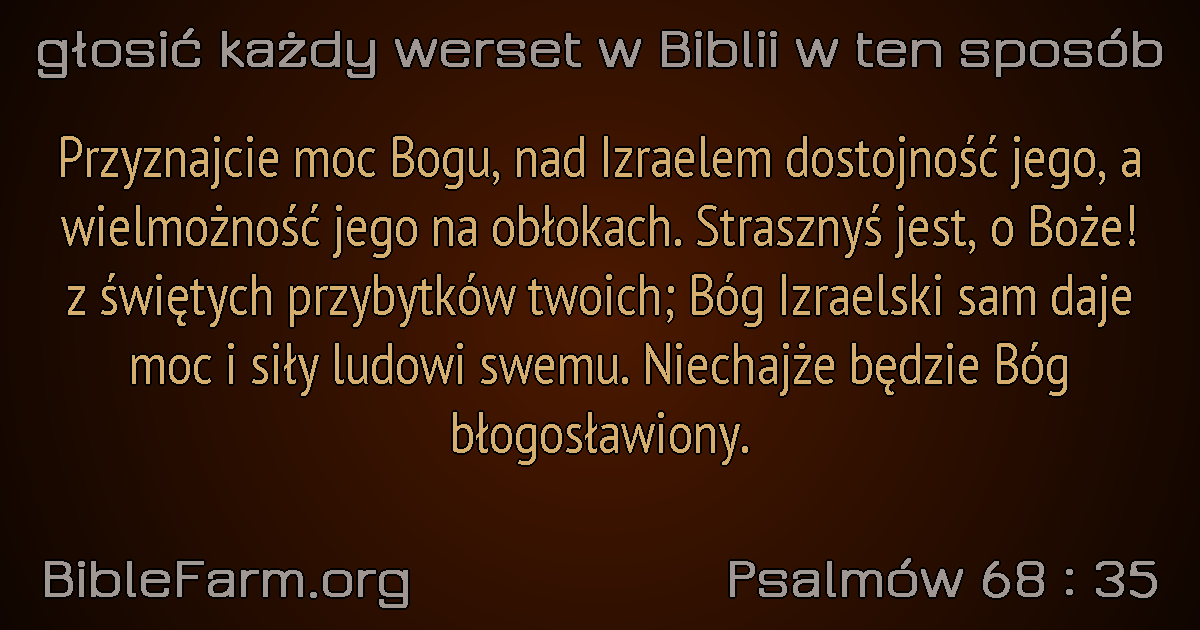 głosić każdy werset w Biblii w ten sposób
Przyznajcie moc Bogu, nad Izraelem dostojność jego, a
wielmożność jego na obłokach. Strasznyś jest, o Boże!
z świętych przybytków twoich; Bóg Izraelski sam daje
moc i siły ludowi swemu. Niechajże będzie Bóg
błogosławiony.
BibleFarm.org
Psalmów 68 : 35